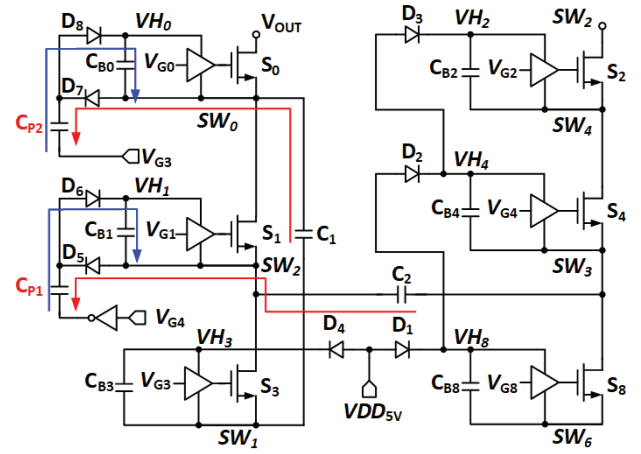 D8 VH0 VOUT D3 VH2 SW2
CB0 VG0 S0 CB2 VG2 S2
D7 SW0 SW4
CP2 VG3
D6 VH1 D2 VH4
CB1 VG1 S1 C1 CB4 VG4 S4
D5 SW2 C2 SW3
CP1 VG4
VH3 D4 D1 VH8
CB3 VG3 S3 VDD5V CB8 VG8 S8
SW1 SW6